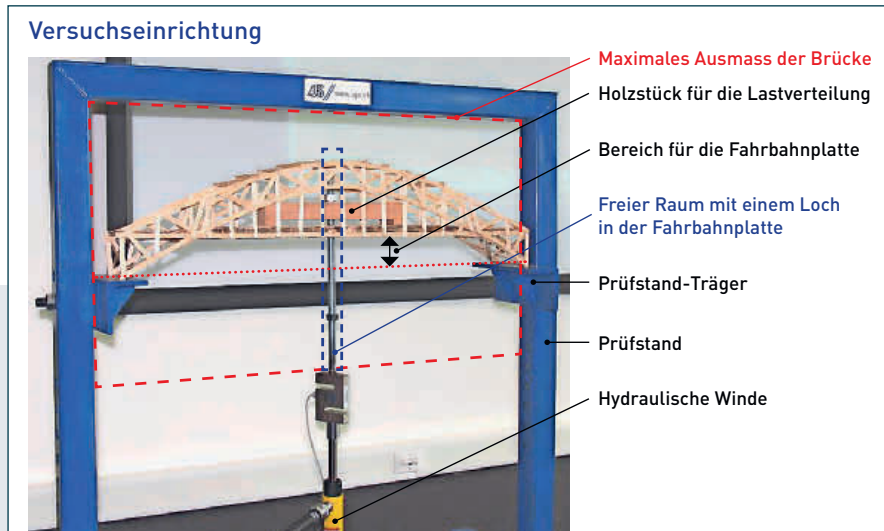 Versuchseinrichtung
Maximales Ausmass der Brücke
Holzstück für die Lastverteilung
Bereich für die Fahrbahnplatte
Freier Raum mit einem Loch
in der Fahrbahnplatte
Prüfstand-Träger
Prüfstand
Hydraulische Winde